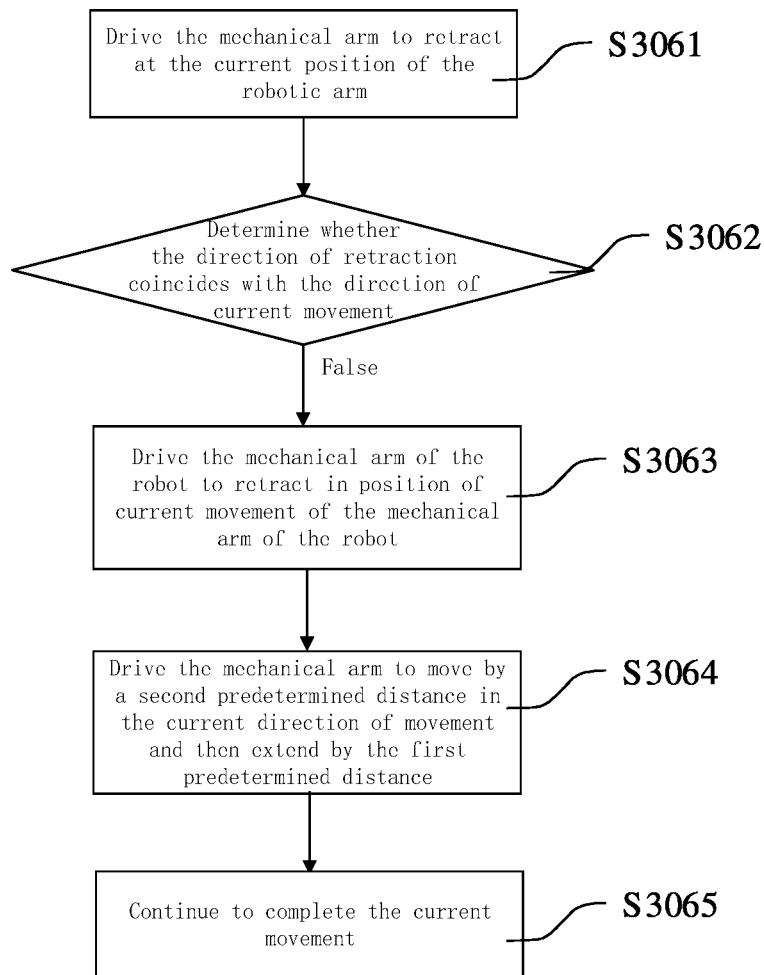 Drive the mechanical arm to retract
at the current position of the
robotic arm
S3061
Determine whether
the direction of retraction
coincides with the direction of
current movement
S3062
False
Drive the mechanical arm of the
robot to retract in position of
current movement of the mechanical
arm of the robot
S3063
Drive the mechanical arm to move by
a second predetermined distance in
the current direction of movement
and then extend by the first
predetermined distance
S3064
Continue to complete the current
movement
S3065